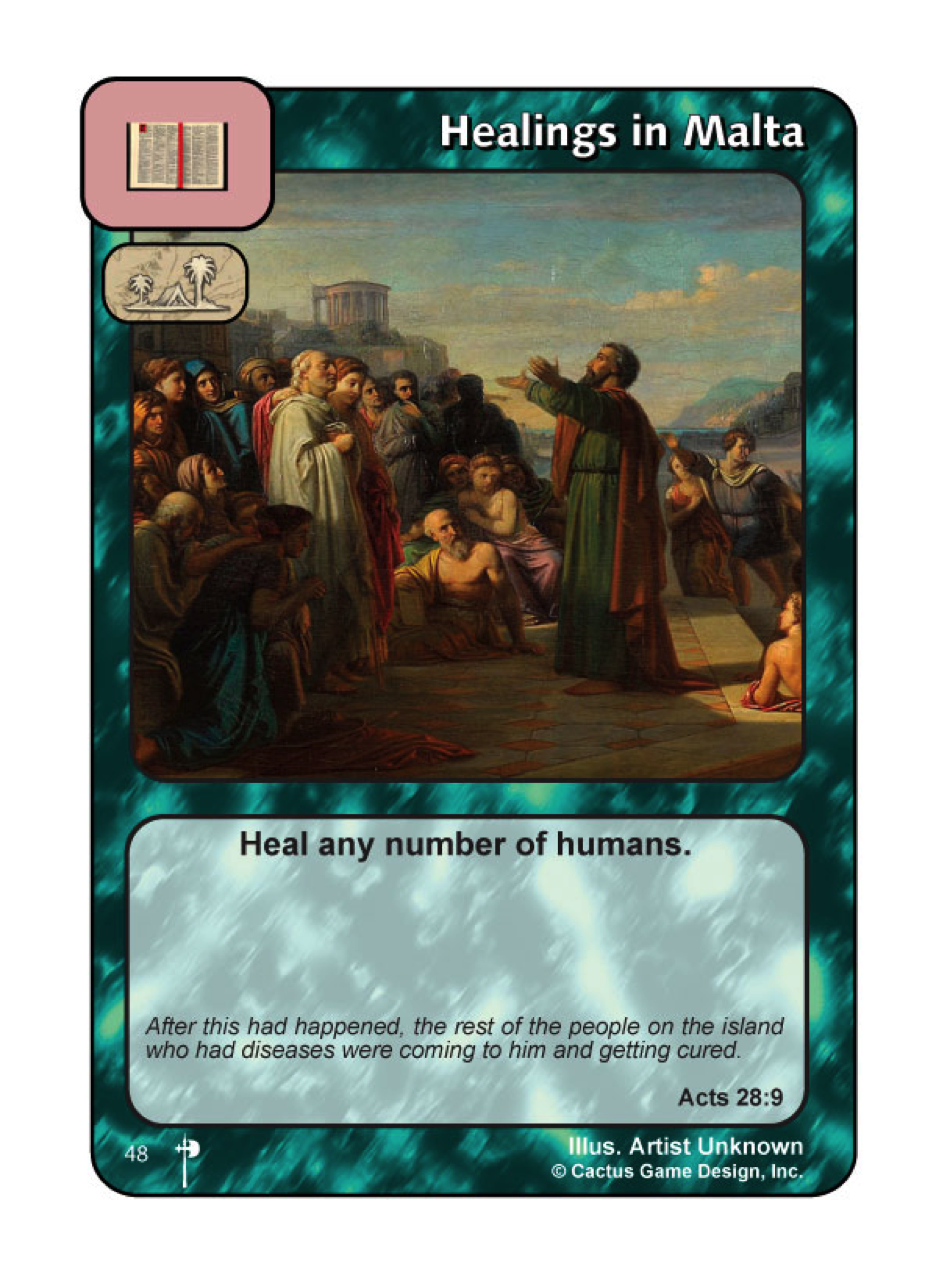 Healings in Malta
Heal any number of humans.
After this had happened, the rest of the people on the island
who had diseases were coming to him and getting cured.
Acts 28:9
48
Illus. Artist Unknown
© Cactus Game Design, Inc.